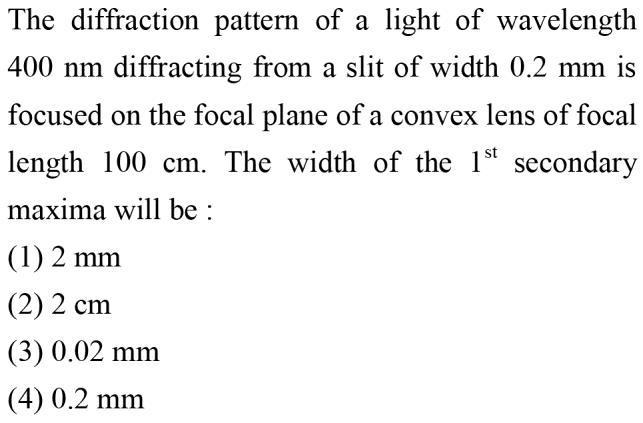 The diffraction pattern of a light of wavelength
400 nm diffracting from a slit of width 0.2 mm is
focused on the focal plane of a convex lens of focal
length 100 cm. The width of the 1st secondary
maxima will be :
(1) 2 mm
(2) 2 cm
(3) 0.02 mm
(4) 0.2 mm